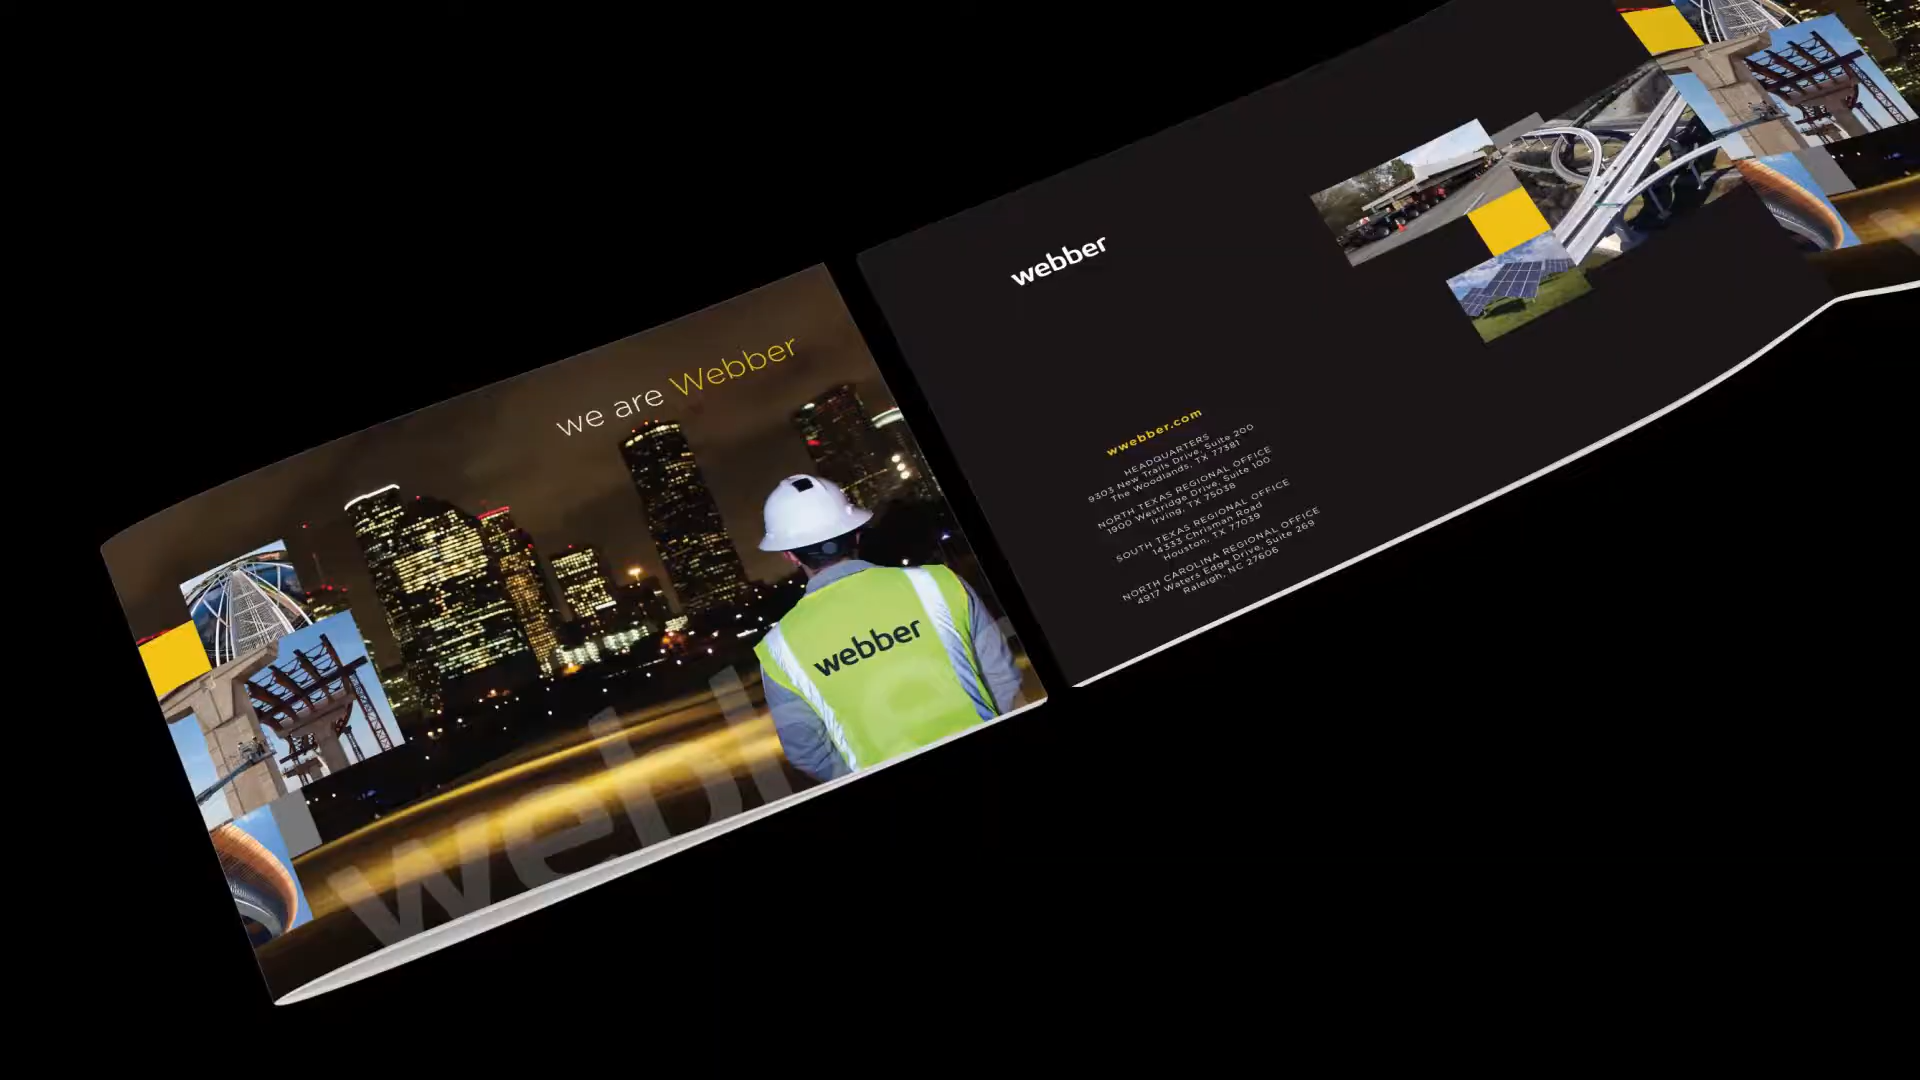 we are Webber
webber
webber
webber
wwebber.com
HEADQUARTERS
9303 New Trails Drive, Suite 200
The Woodlands, TX 77381
NORTH TEXAS REGIONAL OFFICE
1900 Westridge Drive, Suite 100
Irving, TX 75038
SOUTH TEXAS REGIONAL OFFICE
14333 Chrisman Road
Houston, TX 77039
NORTH CAROLINA REGIONAL OFFICE
4917 Waters Edge Drive, Suite 269
Raleigh, NC 27606